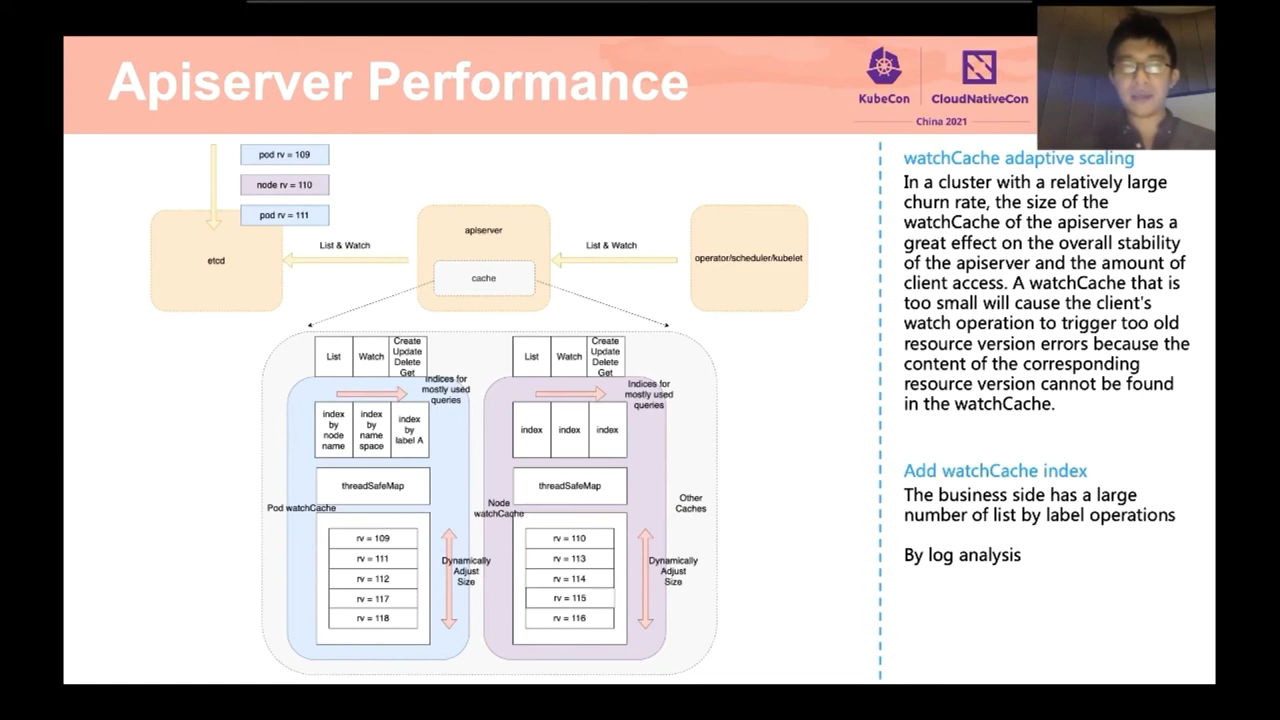 Apiserver Performance
KubeCon
CloudNativeCon
China 2021
pod rv = 109
node rv = 110
pod rv = 111
etcd
List & Watch
apiserver
cache
List & Watch
operator/scheduler/kubelet
List
Watch
Create
Update
Delete
Get
Indices for
mostly used
queries
index
by
node
name
index
by
name
space
index
by
label A
threadSafeMap
Pod watchCache
rv = 109
rv = 111
rv = 112
rv = 117
rv = 118
Dynamically
Adjust
Size
List
Watch
Create
Update
Delete
Get
Indices for
mostly used
queries
index
index
index
threadSafeMap
Node
watchCache
rv = 110
rv = 113
rv = 114
rv = 115
rv = 116
Dynamically
Adjust
Size
Other
Caches
watchCache adaptive scaling
In a cluster with a relatively large
churn rate, the size of the
watchCache of the apiserver has a
great effect on the overall stability
of the apiserver and the amount of
client access. A watchCache that is
too small will cause the client's
watch operation to trigger too old
resource version errors because the
content of the corresponding
resource version cannot be found
in the watchCache.
Add watchCache index
The business side has a large
number of list by label operations
By log analysis